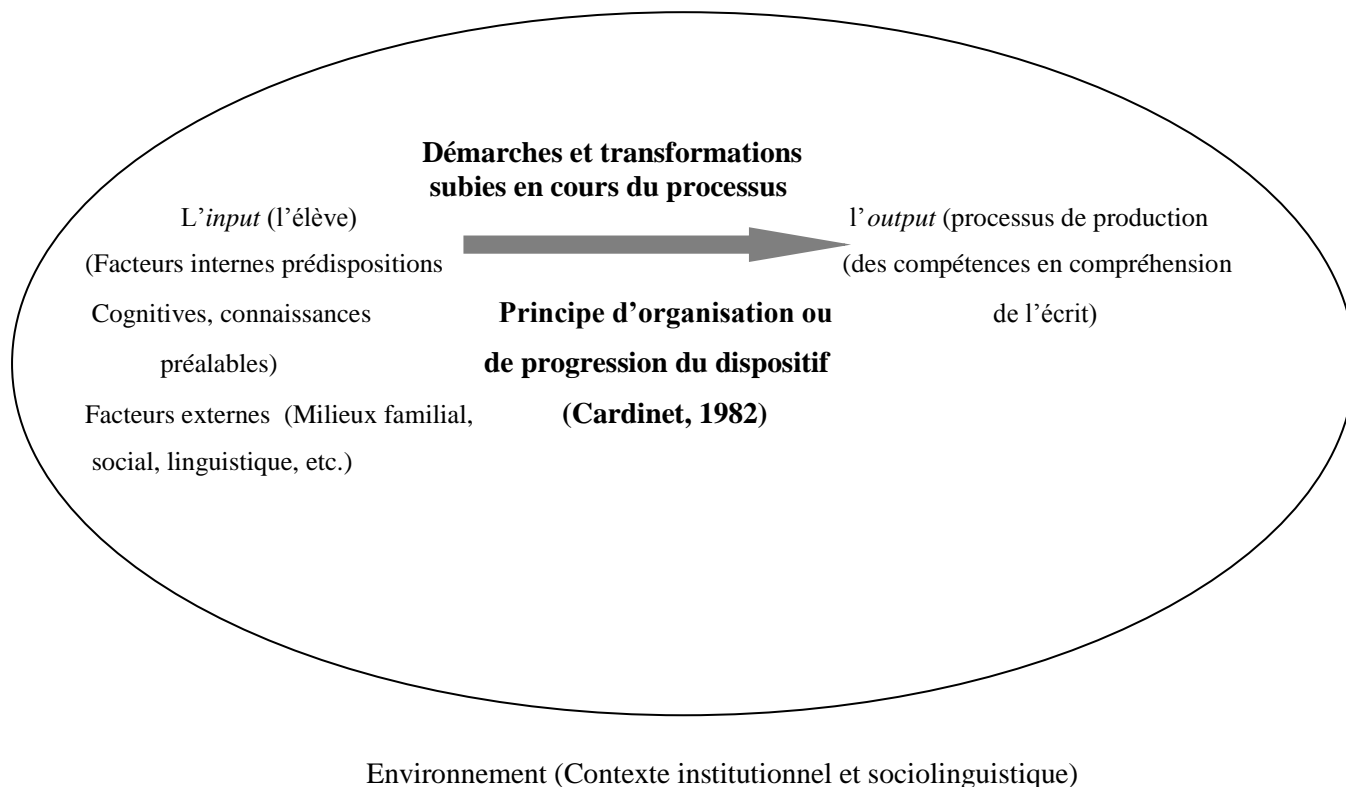 Démarches et transformations
subies en cours du processus
L’input (l’élève)
(Facteurs internes prédispositions
Cognitives, connaissances
préalables)
Facteurs externes (Milieux familial,
social, linguistique, etc.)
Principe d’organisation ou
de progression du dispositif
(Cardinet, 1982)
l’output (processus de production
(des compétences en compréhension
de l’écrit)
Environnement (Contexte institutionnel et sociolinguistique)